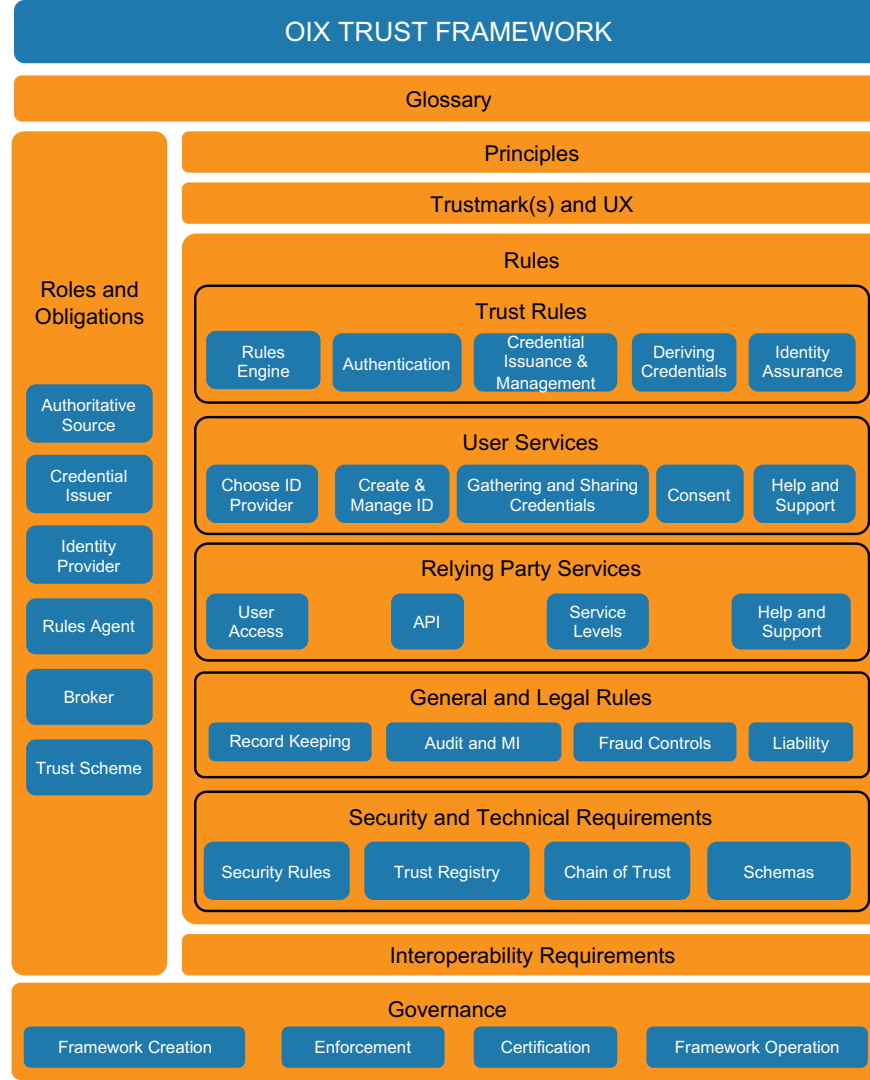 OIX TRUST FRAMEWORK
Glossary
Roles and
Obligations
Authoritative
Source
Credential
Issuer
Identity
Provider
Rules Agent
Broker
Trust Scheme
Principles
Trustmark(s) and UX
Rules
Trust Rules
Rules
Engine
Authentication
Credential
Issuance &
Management
Deriving
Credentials
Identity
Assurance
User Services
Choose ID
Provider
Create &
Manage ID
Gathering and Sharing
Credentials
Consent
Help and
Support
Relying Party Services
User
Access
API
Service
Levels
Help and
Support
General and Legal Rules
Record Keeping
Audit and MI
Fraud Controls
Liability
Security and Technical Requirements
Security Rules
Trust Registry
Chain of Trust
Schemas
Interoperability Requirements
Governance
Framework Creation
Enforcement
Certification
Framework Operation